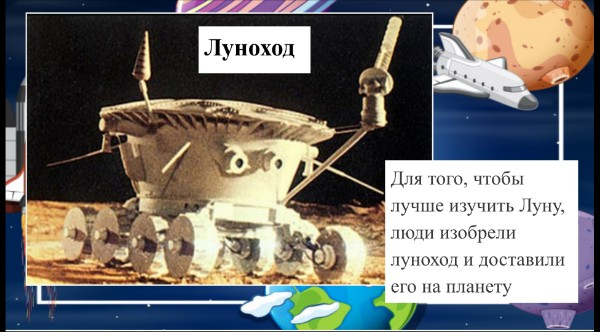 Луноход
Для того, чтобы
лучше изучить Луну,
люди изобрели
луноход и доставили
его на планету